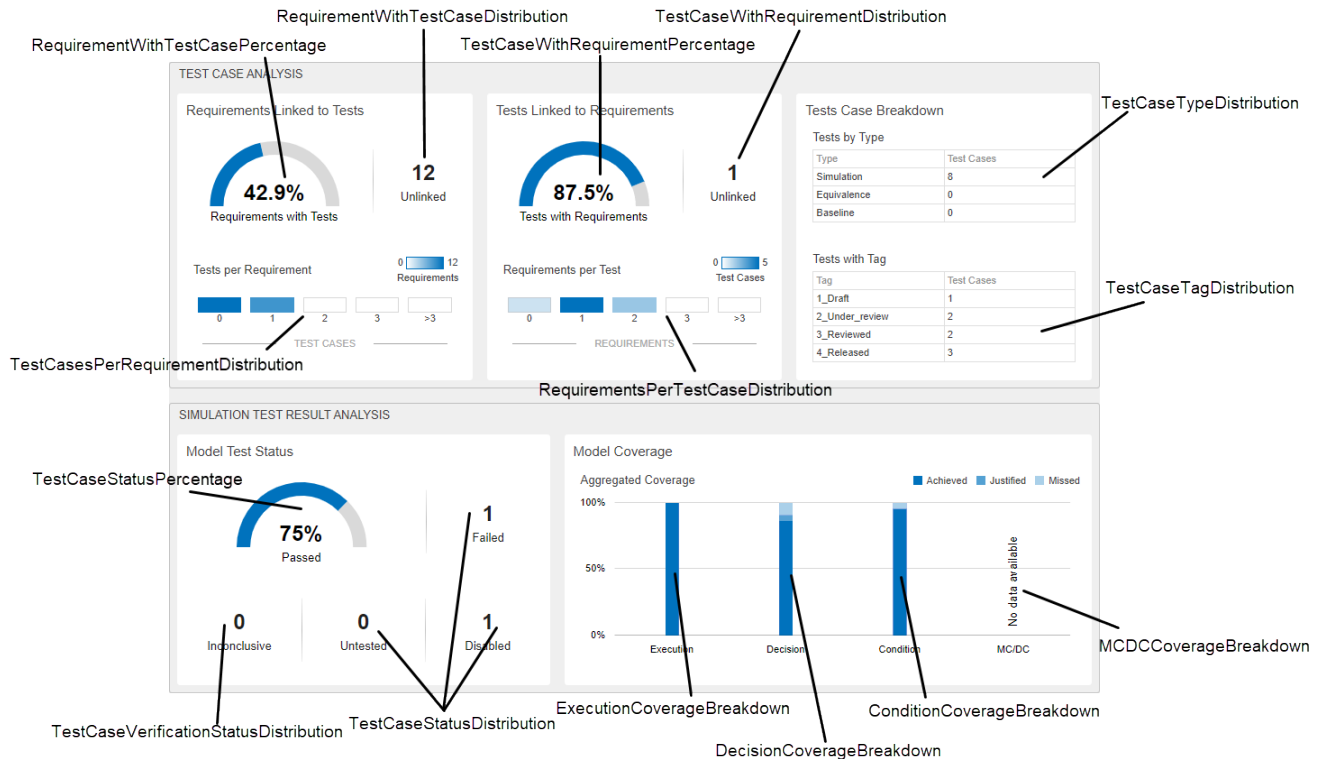 RequirementWithTestCaseDistribution
TestCaseWithRequirementDistribution
RequirementWithTestCasePercentage
TestCaseWithRequirementPercentage
TEST CASE ANALYSIS
Requirements Linked to Tests
42.9%
Requirements with Tests
12
Unlinked
Tests per Requirement
0 12
Requirements
0 1 2 3 >3
TEST CASES
TestCasesPerRequirementDistribution
Tests Linked to Requirements
87.5%
Tests with Requirements
1
Unlinked
Requirements per Test
0 5
Test Cases
0 1 2 3 >3
REQUIREMENTS
RequirementsPerTestCaseDistribution
Tests Case Breakdown
Tests by Type
Type Test Cases
Simulation 8
Equivalence 0
Baseline 0
TestCaseTypeDistribution
Tests with Tag
Tag Test Cases
1_Draft 1
2_Under_review 2
3_Reviewed 2
4_Released 3
TestCaseTagDistribution
SIMULATION TEST RESULT ANALYSIS
Model Test Status
TestCaseStatusPercentage
75%
Passed
1
Failed
0
Inconclusive
0
Untested
1
Disabled
TestCaseVerificationStatusDistribution
TestCaseStatusDistribution
Model Coverage
Aggregated Coverage
Achieved Justified Missed
100%
50%
0%
No data available
Execution Decision Condition MC/DC
MCDCCoverageBreakdown
ExecutionCoverageBreakdown
ConditionCoverageBreakdown
DecisionCoverageBreakdown